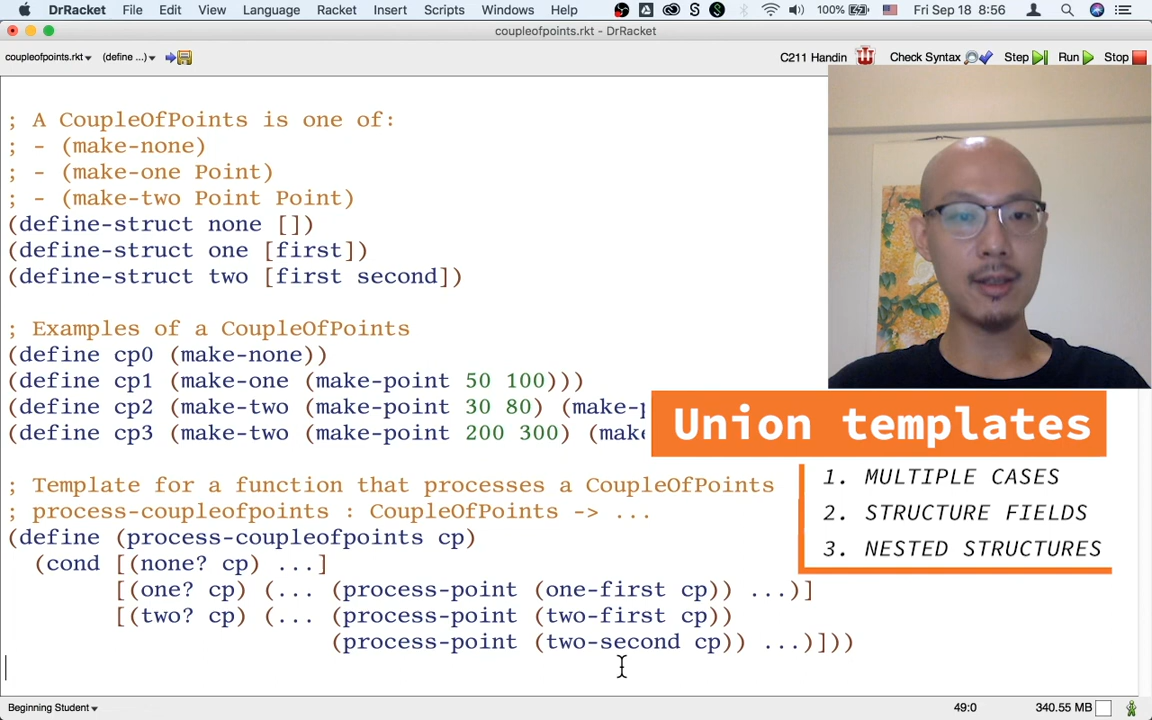 DrRacket File Edit View Language Racket Insert Scripts Windows Help 100% Fri Sep 18 8:56
coupleofpoints.rkt - DrRacket
coupleofpoints.rkt (define ...) C211 Handin Check Syntax Step Run Stop
; A CoupleOfPoints is one of:
; - (make-none)
; - (make-one Point)
; - (make-two Point Point)
(define-struct none [])
(define-struct one [first])
(define-struct two [first second])
; Examples of a CoupleOfPoints
(define cp0 (make-none))
(define cp1 (make-one (make-point 50 100)))
(define cp2 (make-two (make-point 30 80) (make-p
(define cp3 (make-two (make-point 200 300) (make
Union templates
1. MULTIPLE CASES
2. STRUCTURE FIELDS
3. NESTED STRUCTURES
; Template for a function that processes a CoupleOfPoints
; process-coupleofpoints : CoupleOfPoints -> ...
(define (process-coupleofpoints cp)
(cond [(none? cp) ...]
[(one? cp) (... (process-point (one-first cp)) ...)]
[(two? cp) (... (process-point (two-first cp))
(process-point (two-second cp)) ...)]))
Beginning Student 49:0 340.55 MB